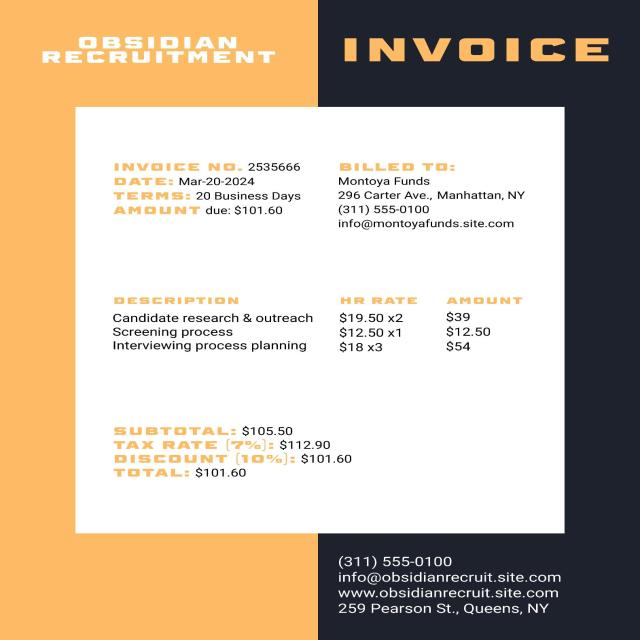 OBSIDIAN
RECRUITMENT
INVOICE
INVOICE NO. 2535666
DATE: Mar-20-2024
TERMS: 20 Business Days
AMOUNT due: $101.60
BILLED TO:
Montoya Funds
296 Carter Ave., Manhattan, NY
(311) 555-0100
info@montoyafunds.site.com
DESCRIPTION HR RATE AMOUNT
Candidate research & outreach $19.50 x2 $39
Screening process $12.50 x1 $12.50
Interviewing process planning $18 x3 $54
SUBTOTAL: $105.50
TAX RATE (7%): $112.90
DISCOUNT (10%): $101.60
TOTAL: $101.60
(311) 555-0100
info@obsidianrecruit.site.com
www.obsidianrecruit.site.com
259 Pearson St., Queens, NY